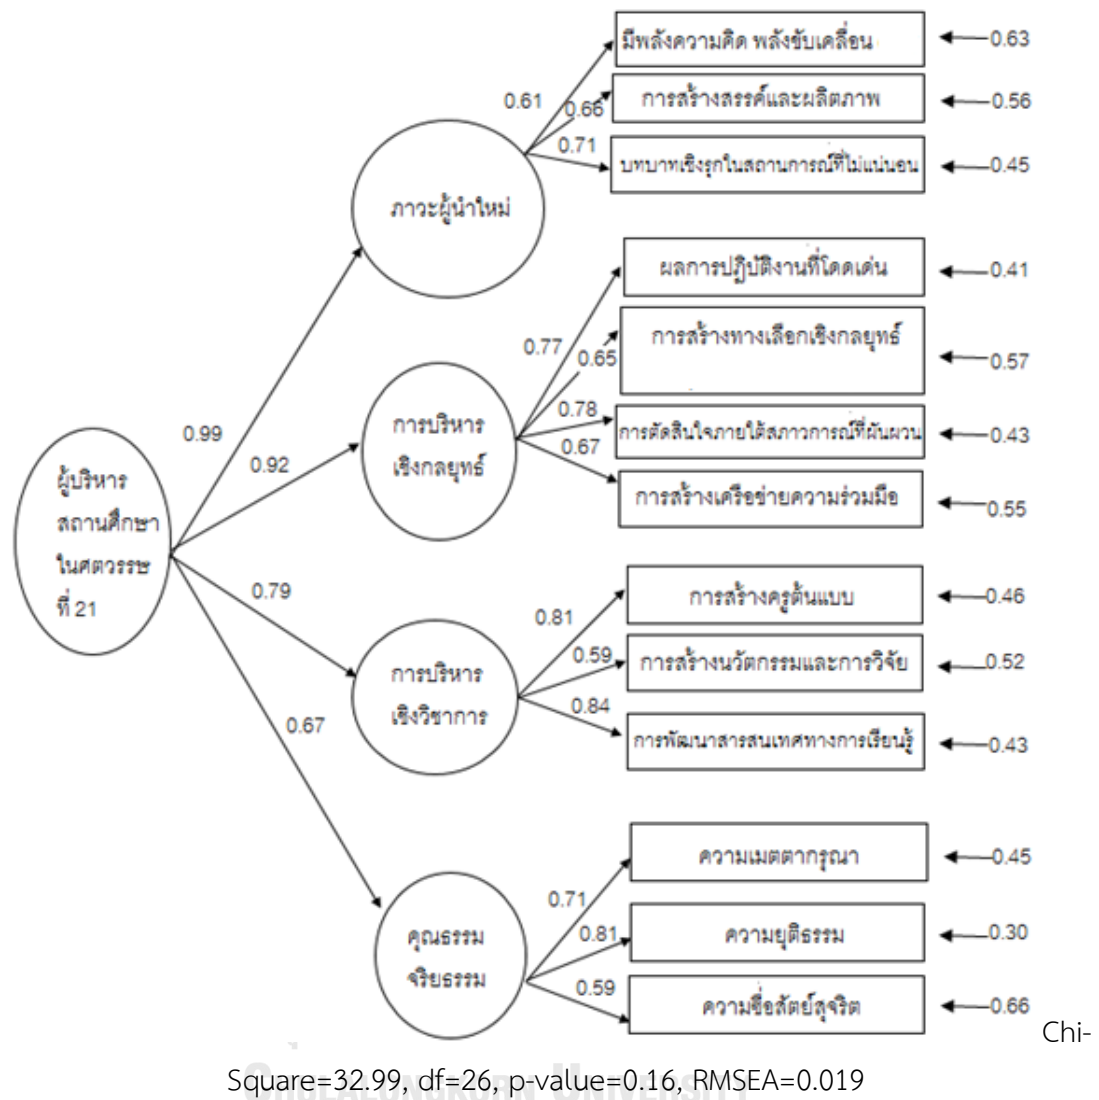 มีพลังความคิด พลังขับเคลื่อน
0.63
0.61
0.66
การสร้างสรรค์และผลิตภาพ
0.56
0.71
บทบาทเชิงรุกในสถานการณ์ที่ไม่แน่นอน
0.45
ภาวะผู้นำใหม่
ผลการปฏิบัติงานที่โดดเด่น
0.41
การสร้างทางเลือกเชิงกลยุทธ์
0.77
0.65
0.57
0.78
การตัดสินใจภายใต้สภาวการณ์ที่ผันผวน
0.43
0.67
การสร้างเครือข่ายความร่วมมือ
0.55
การบริหาร
เชิงกลยุทธ์
0.99
0.92
ผู้บริหาร
สถานศึกษา
ในศตวรรษ
ที่ 21
0.79
0.67
0.81
การสร้างครูต้นแบบ
0.46
0.59
การสร้างนวัตกรรมและการวิจัย
0.52
0.84
การพัฒนาสารสนเทศทางการเรียนรู้
0.43
การบริหาร
เชิงวิชาการ
ความเมตตากรุณา
0.45
0.71
0.81
ความยุติธรรม
0.30
0.59
ความซื่อสัตย์สุจริต
0.66
คุณธรรม
จริยธรรม
Chi-
Square=32.99, df=26, p-value=0.16, RMSEA=0.019
CHULALONGKORN UNIVERSITY